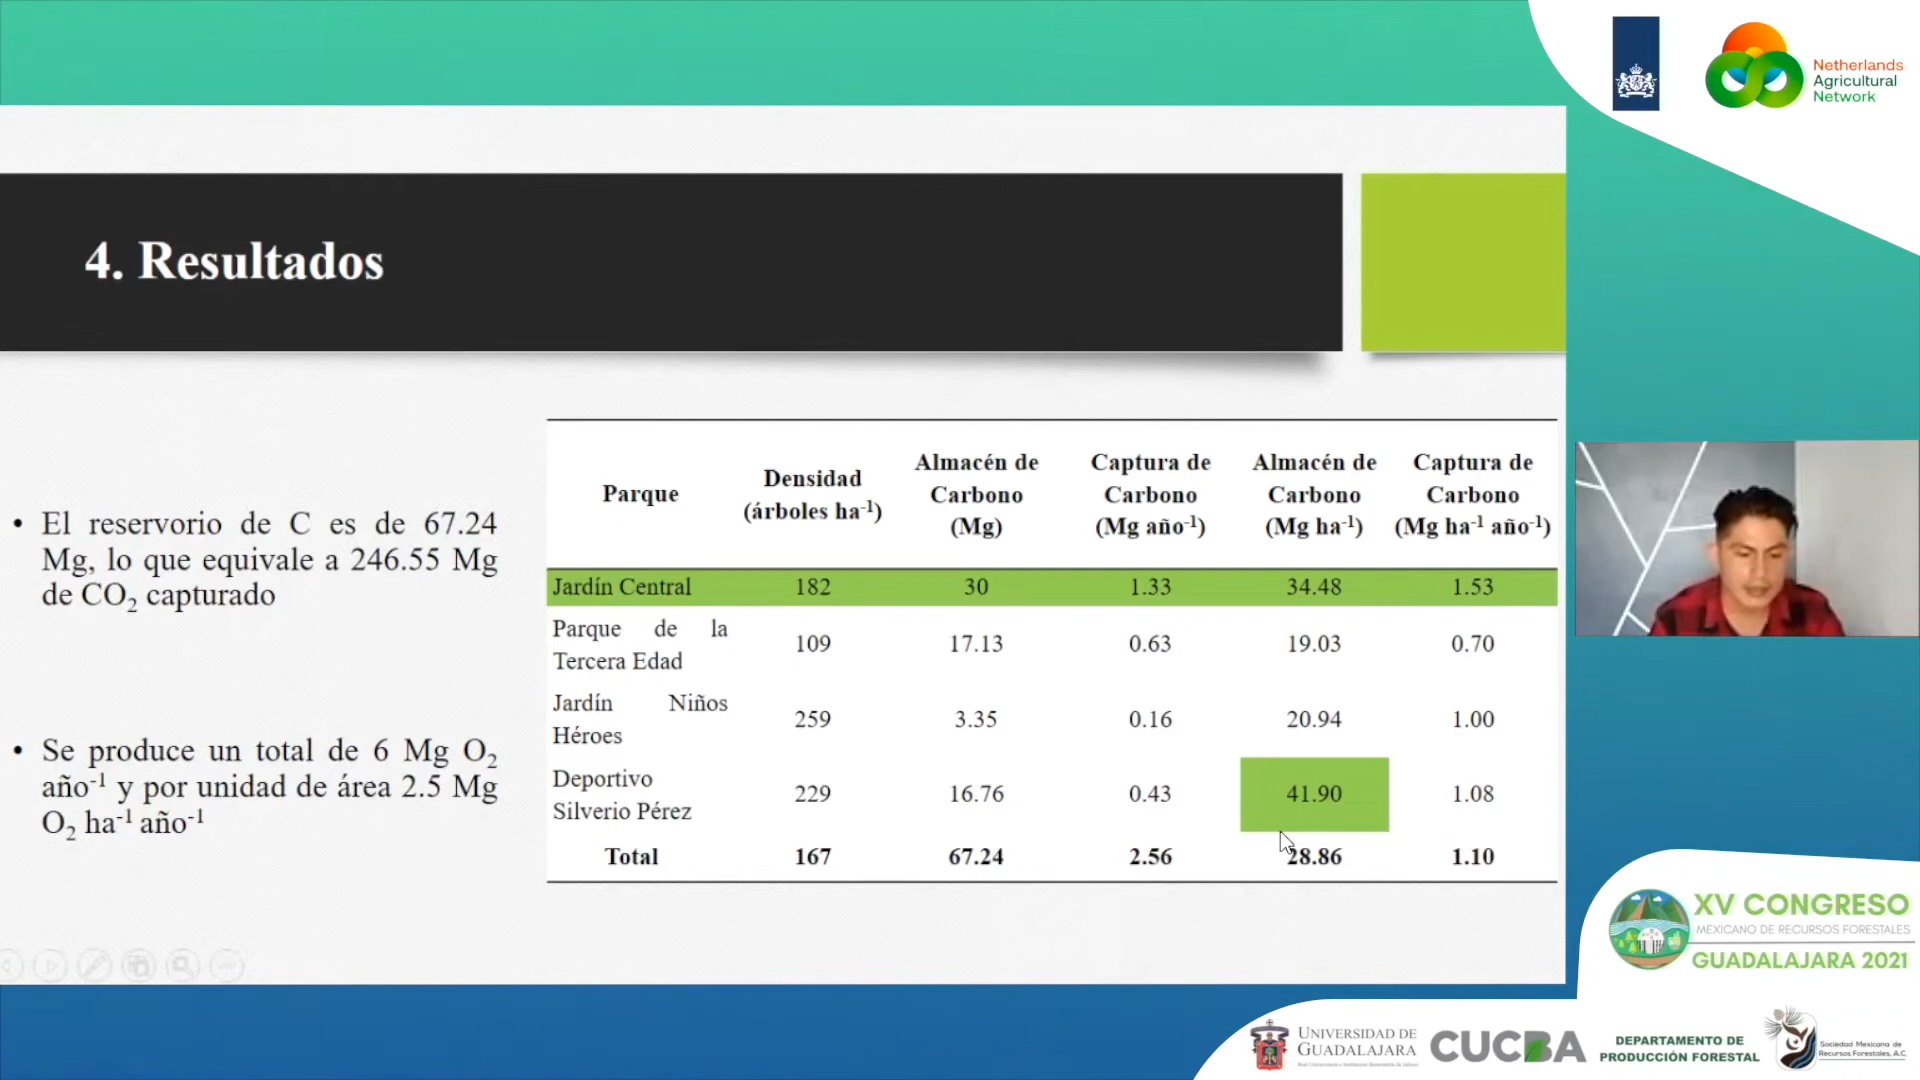 Netherlands
Agricultural
Network
4. Resultados
• El reservorio de C es de 67.24
Mg, lo que equivale a 246.55 Mg
de CO₂ capturado
• Se produce un total de 6 Mg O₂
año⁻¹ y por unidad de área 2.5 Mg
O₂ ha⁻¹ año⁻¹
Parque Densidad (árboles ha⁻¹) Almacén de Carbono (Mg) Captura de Carbono (Mg año⁻¹) Almacén de Carbono (Mg ha⁻¹) Captura de Carbono (Mg ha⁻¹ año⁻¹)
Jardín Central 182 30 1.33 34.48 1.53
Parque de la Tercera Edad 109 17.13 0.63 19.03 0.70
Jardín Niños Héroes 259 3.35 0.16 20.94 1.00
Deportivo Silverio Pérez 229 16.76 0.43 41.90 1.08
Total 167 67.24 2.56 28.86 1.10
XV CONGRESO
MEXICANO DE RECURSOS FORESTALES
GUADALAJARA 2021
UNIVERSIDAD DE
GUADALAJARA
CUCBA
DEPARTAMENTO DE
PRODUCCIÓN FORESTAL
Sociedad Mexicana de
Recursos Forestales, A.C.